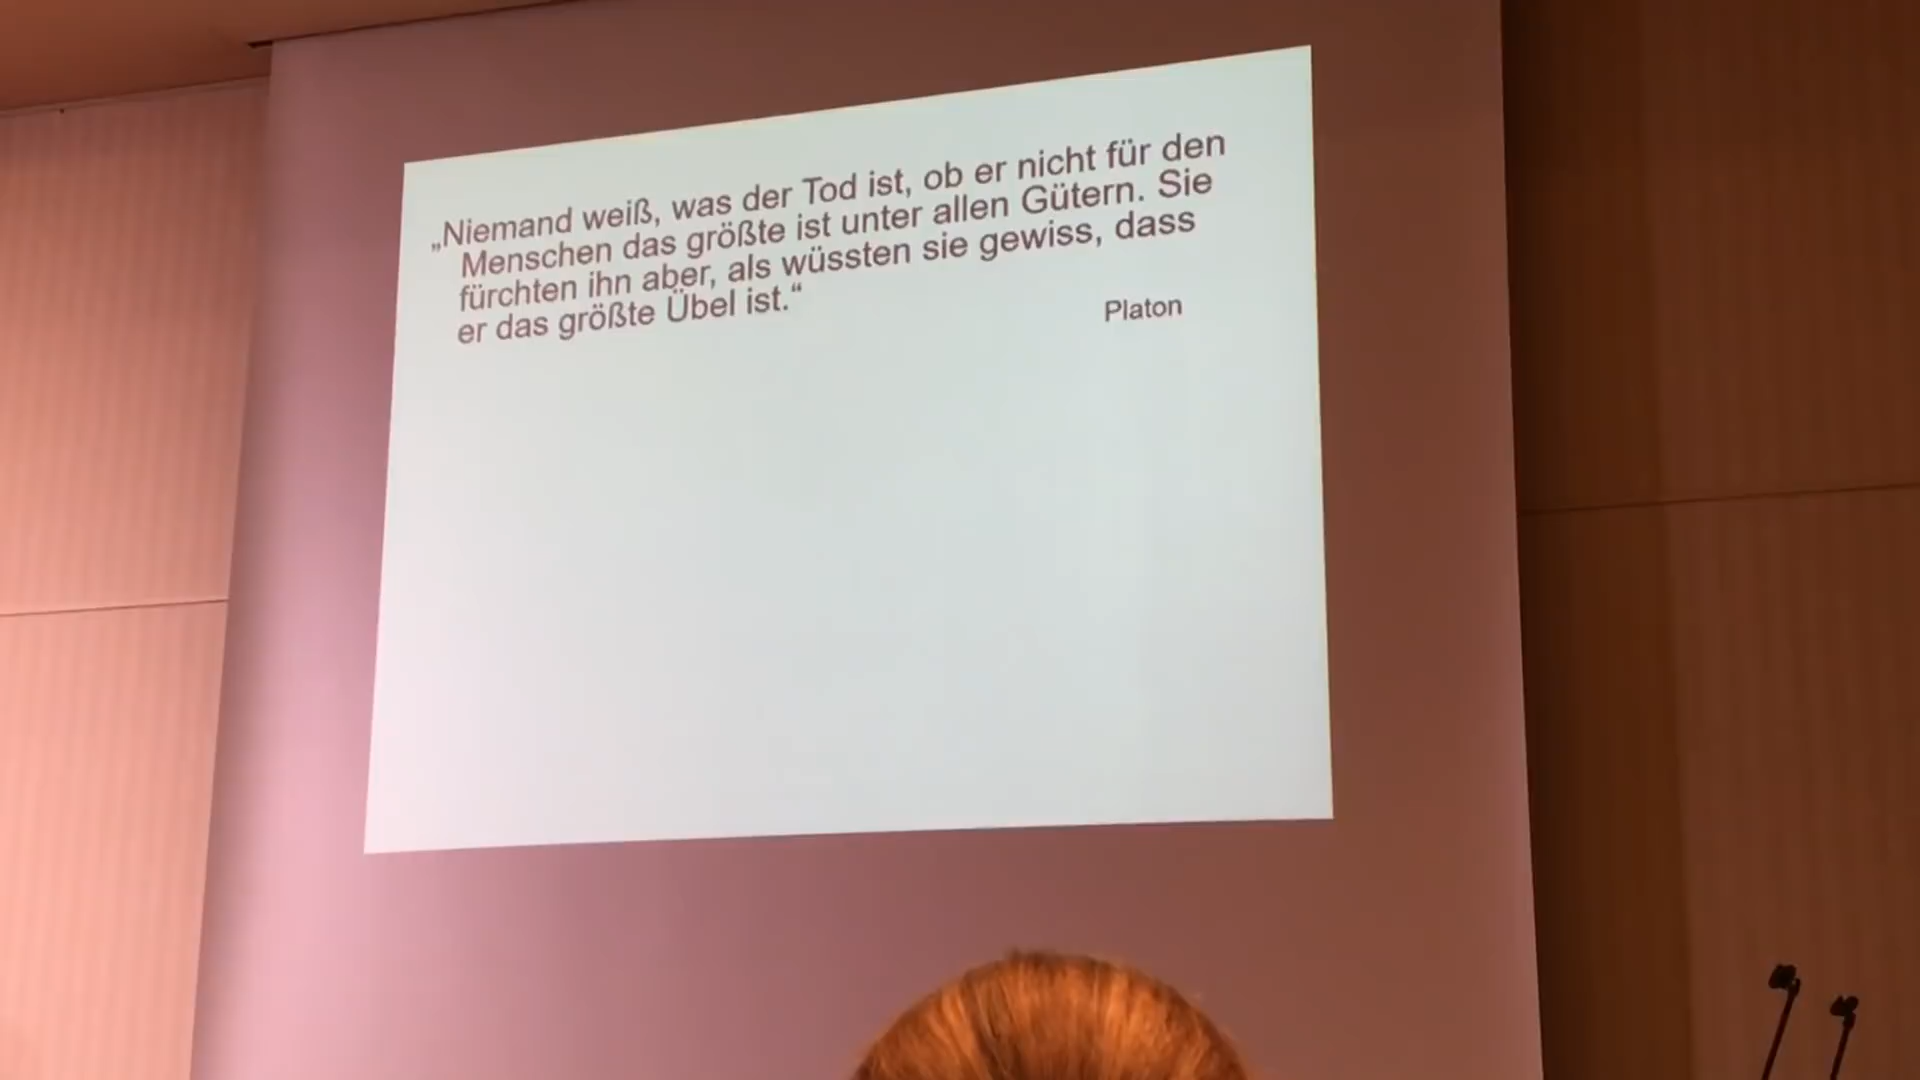 „Niemand weiß, was der Tod ist, ob er nicht für den
Menschen das größte ist unter allen Gütern. Sie
fürchten ihn aber, als wüssten sie gewiss, dass
er das größte Übel ist.“
Platon